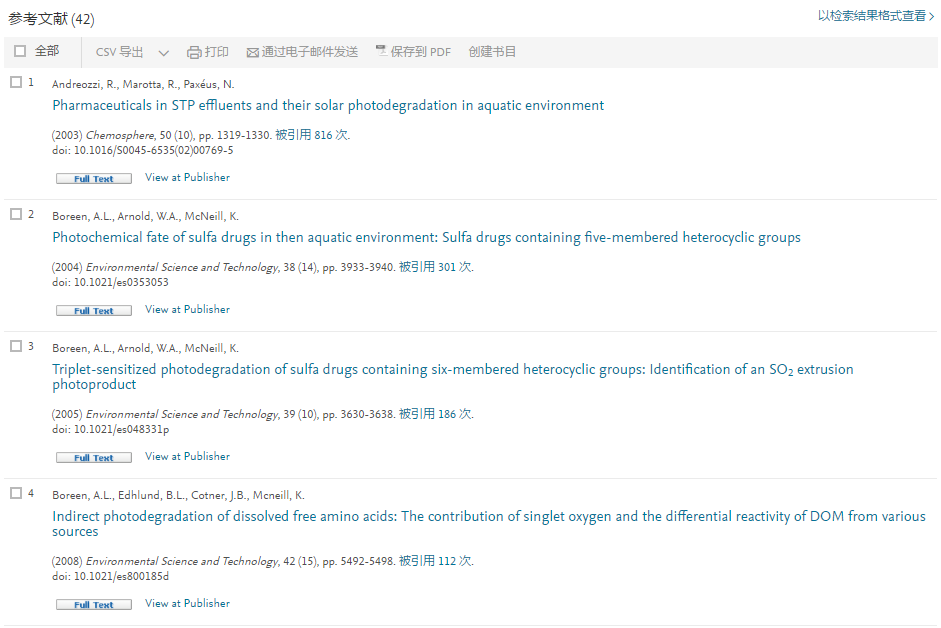 参考文献 (42)
以检索结果格式查看
全部 CSV 导出 打印 通过电子邮件发送 保存到 PDF 创建书目
1 Andreozzi, R., Marotta, R., Paxéus, N.
Pharmaceuticals in STP effluents and their solar photodegradation in aquatic environment
(2003) Chemosphere, 50 (10), pp. 1319-1330. 被引用 816 次.
doi: 10.1016/S0045-6535(02)00769-5
Full Text View at Publisher
2 Boreen, A.L., Arnold, W.A., McNeill, K.
Photochemical fate of sulfa drugs in then aquatic environment: Sulfa drugs containing five-membered heterocyclic groups
(2004) Environmental Science and Technology, 38 (14), pp. 3933-3940. 被引用 301 次.
doi: 10.1021/es0353053
Full Text View at Publisher
3 Boreen, A.L., Arnold, W.A., McNeill, K.
Triplet-sensitized photodegradation of sulfa drugs containing six-membered heterocyclic groups: Identification of an SO₂ extrusion
photoproduct
(2005) Environmental Science and Technology, 39 (10), pp. 3630-3638. 被引用 186 次.
doi: 10.1021/es048331p
Full Text View at Publisher
4 Boreen, A.L., Edhlund, B.L., Cotner, J.B., Mcneill, K.
Indirect photodegradation of dissolved free amino acids: The contribution of singlet oxygen and the differential reactivity of DOM from various
sources
(2008) Environmental Science and Technology, 42 (15), pp. 5492-5498. 被引用 112 次.
doi: 10.1021/es800185d
Full Text View at Publisher